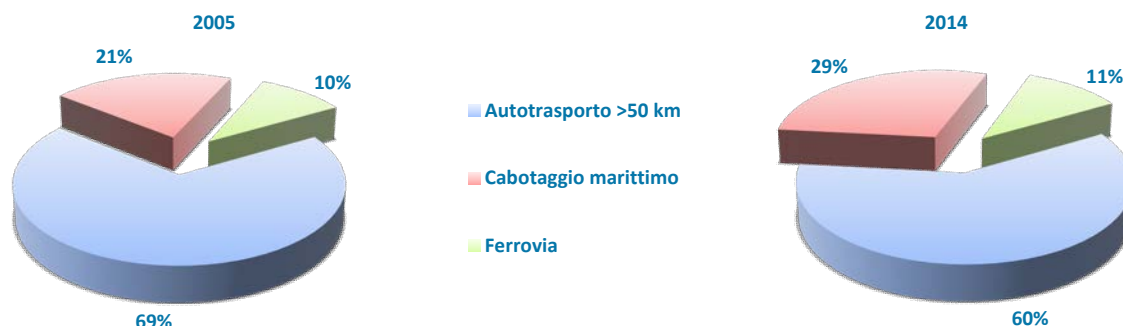 2005
21%
10%
69%
Autotrasporto >50 km
Cabotaggio marittimo
Ferrovia
2014
29%
11%
60%